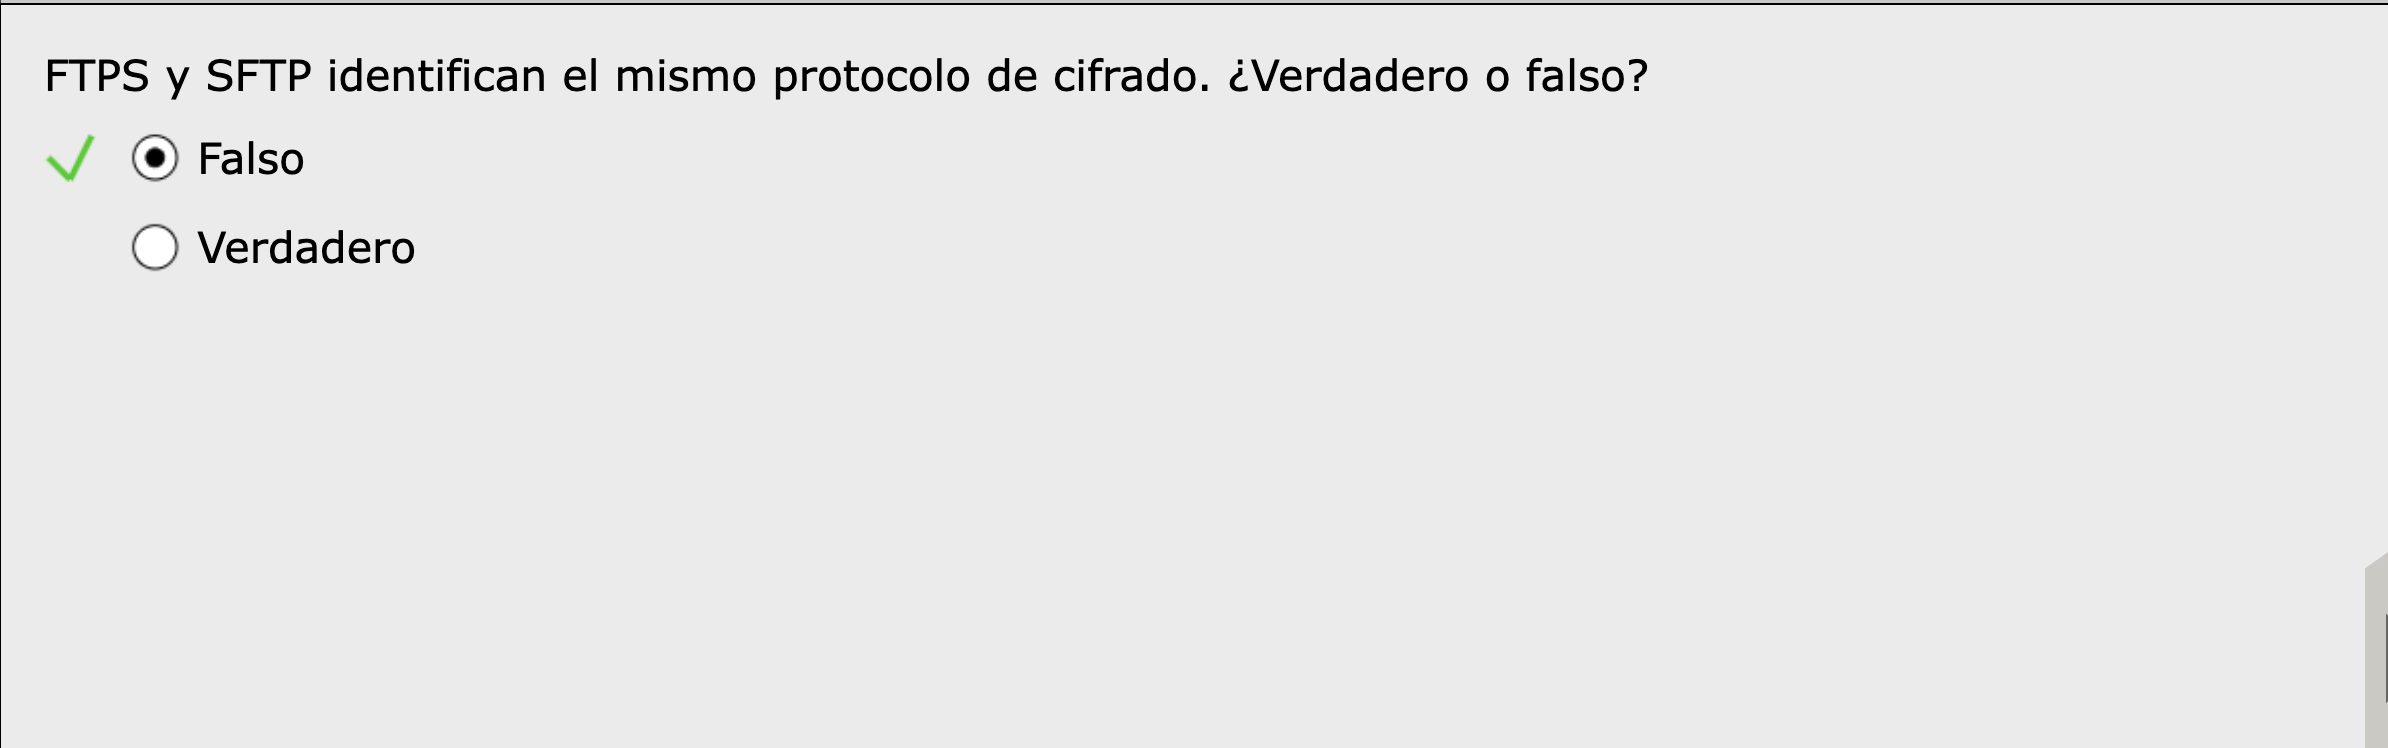 FTPS y SFTP identifican el mismo protocolo de cifrado. ¿Verdadero o falso?
Falso
Verdadero